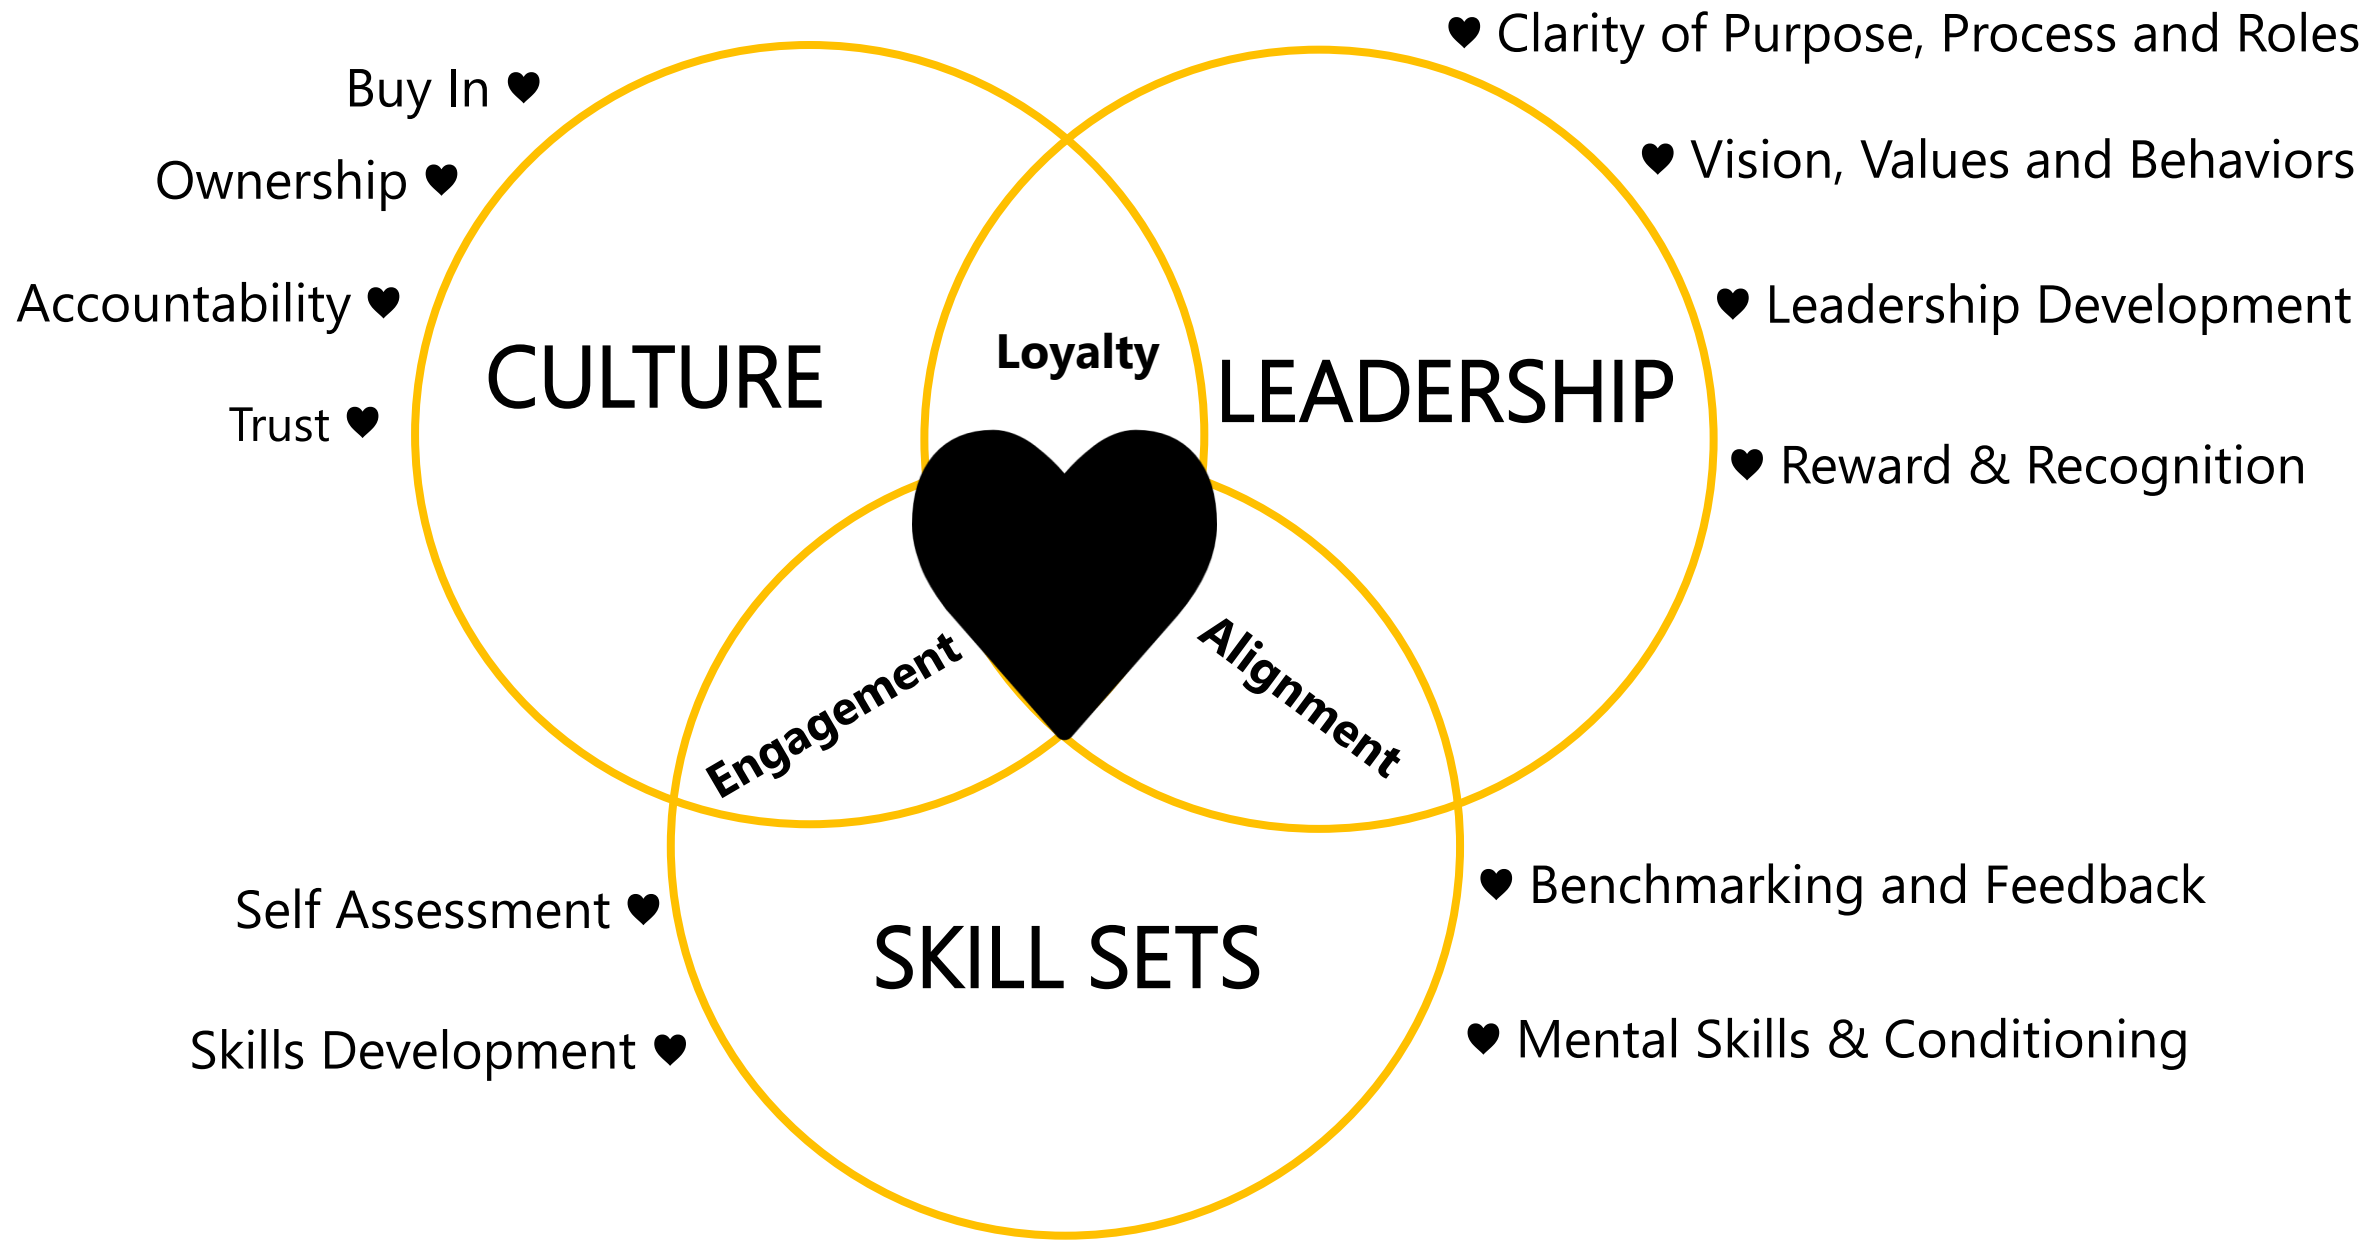 Clarity of Purpose, Process and Roles
Buy In
Vision, Values and Behaviors
Ownership
Accountability
Leadership Development
Loyalty
CULTURE
LEADERSHIP
Trust
Reward & Recognition
Engagement
Alignment
Self Assessment
Benchmarking and Feedback
SKILL SETS
Skills Development
Mental Skills & Conditioning